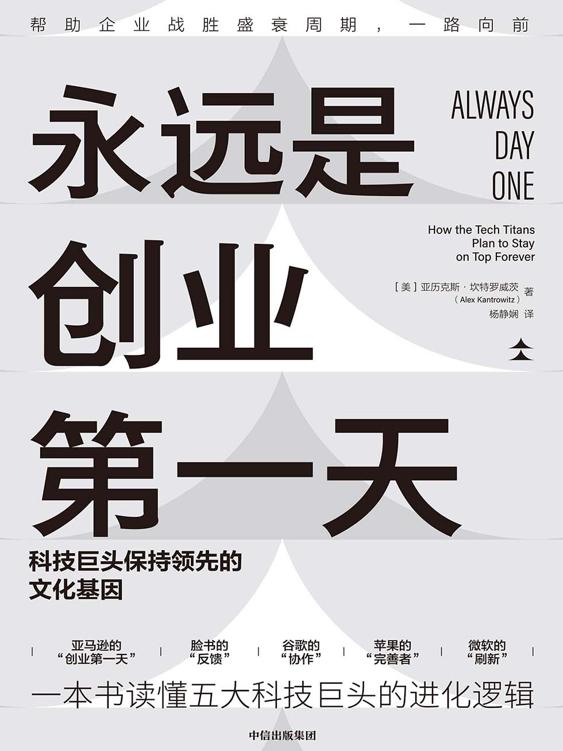 帮助企业战胜盛衰周期，一路向前
永远是
ALWAYS
DAY
ONE
创业
How the Tech Titans
Plan to Stay
on Top Forever
[美] 亚历克斯·坎特罗威茨 著
(Alex Kantrowitz)
杨静娴 译
第一天
科技巨头保持领先的
文化基因
亚马逊的
“创业第一天”
脸书的
“反馈”
谷歌的
“协作”
苹果的
“完善者”
微软的
“刷新”
一本书读懂五大科技巨头的进化逻辑
中信出版集团